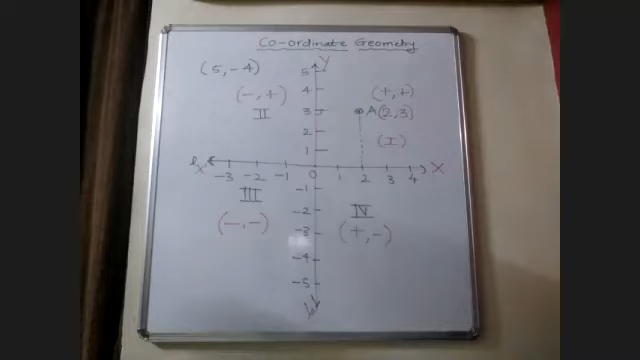 Co-ordinate Geometry
(5, -4)
Y
5
4
3
2
1
(-, +)
II
(+, +)
A(2, 3)
(I)
X'
-3 -2 -1 0 1 2 3 4
X
III
(-, -)
IV
(+, -)
-1
-2
-3
-4
-5